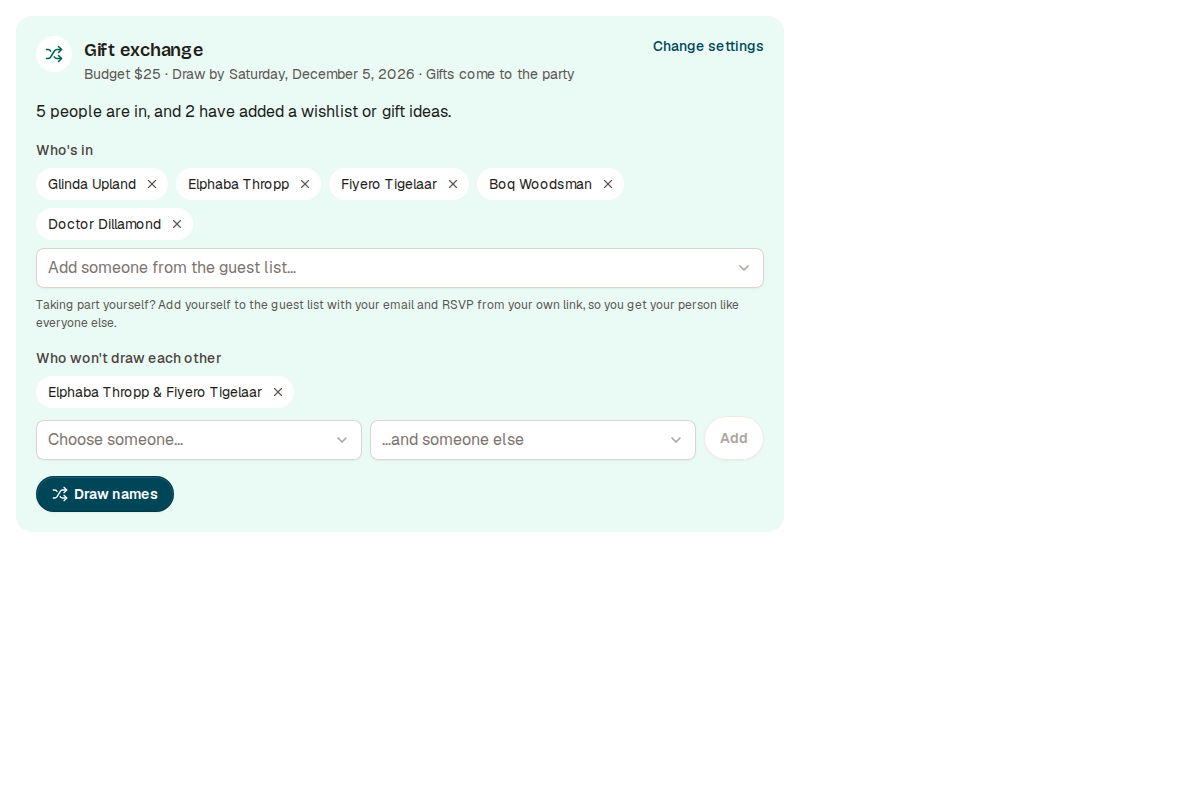 Gift exchange
Change settings
Budget $25 · Draw by Saturday, December 5, 2026 · Gifts come to the party
5 people are in, and 2 have added a wishlist or gift ideas.
Who's in
Glinda Upland
Elphaba Thropp
Fiyero Tigelaar
Boq Woodsman
Doctor Dillamond
Add someone from the guest list...
Taking part yourself? Add yourself to the guest list with your email and RSVP from your own link, so you get your person like
everyone else.
Who won't draw each other
Elphaba Thropp & Fiyero Tigelaar
Choose someone...
...and someone else
Add
Draw names